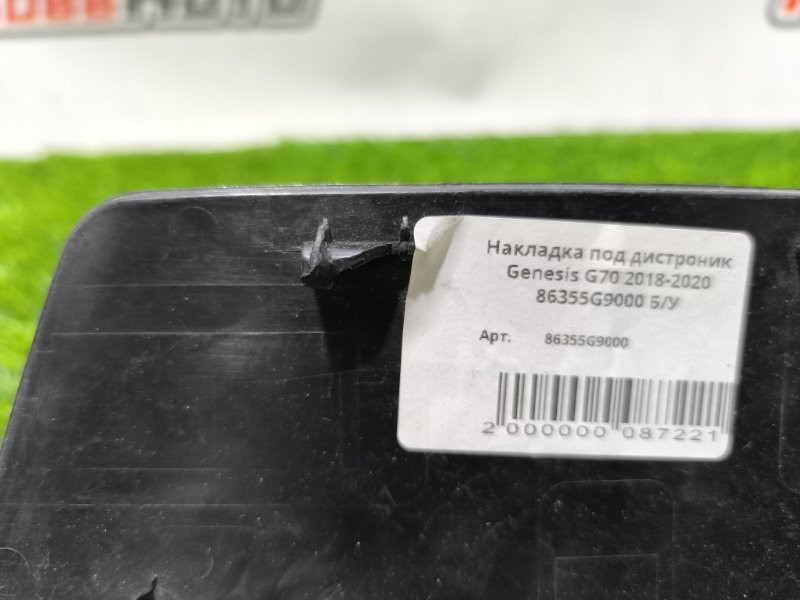 Накладка под дистроник
Genesis G70 2018-2020
86355G9000 Б/У
Арт. 86355G9000
2 000000 087221